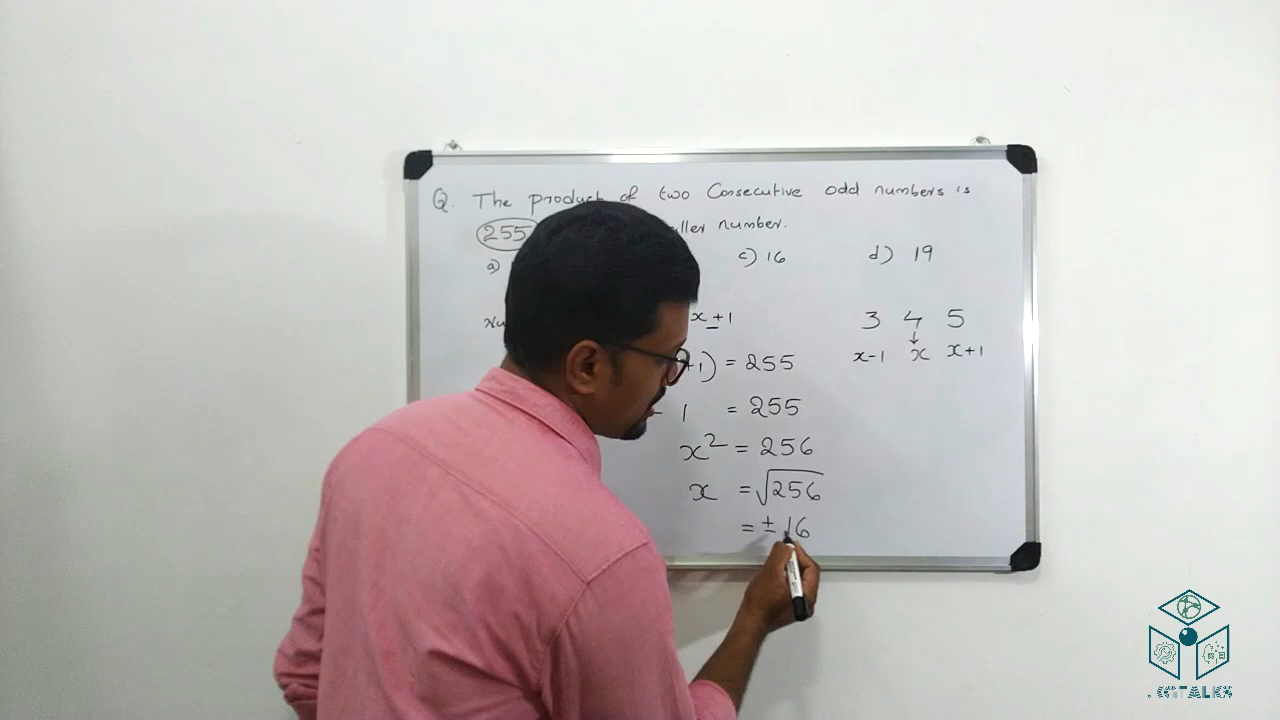 Q. The product of two Consecutive odd numbers is
255 number.
a) c) 16 d) 19
x+1 3 4 5
+1) = 255 x-1 x x+1
- 1 = 255
x² = 256
x = √256
= ± 16